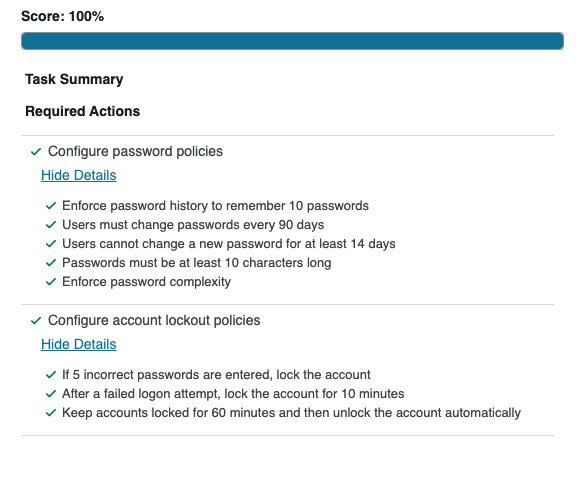 Score: 100%
Task Summary
Required Actions
Configure password policies
Hide Details
Enforce password history to remember 10 passwords
Users must change passwords every 90 days
Users cannot change a new password for at least 14 days
Passwords must be at least 10 characters long
Enforce password complexity
Configure account lockout policies
Hide Details
If 5 incorrect passwords are entered, lock the account
After a failed logon attempt, lock the account for 10 minutes
Keep accounts locked for 60 minutes and then unlock the account automatically